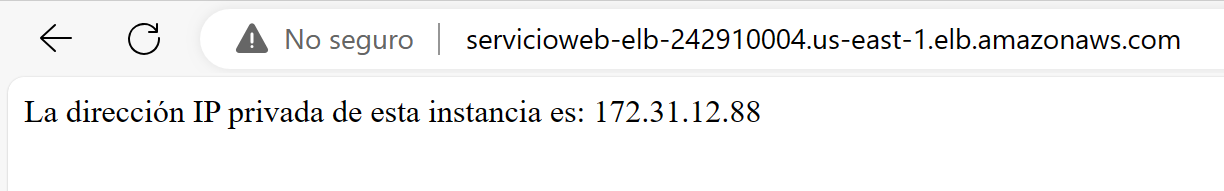 No seguro servicioweb-elb-242910004.us-east-1.elb.amazonaws.com
La dirección IP privada de esta instancia es: 172.31.12.88